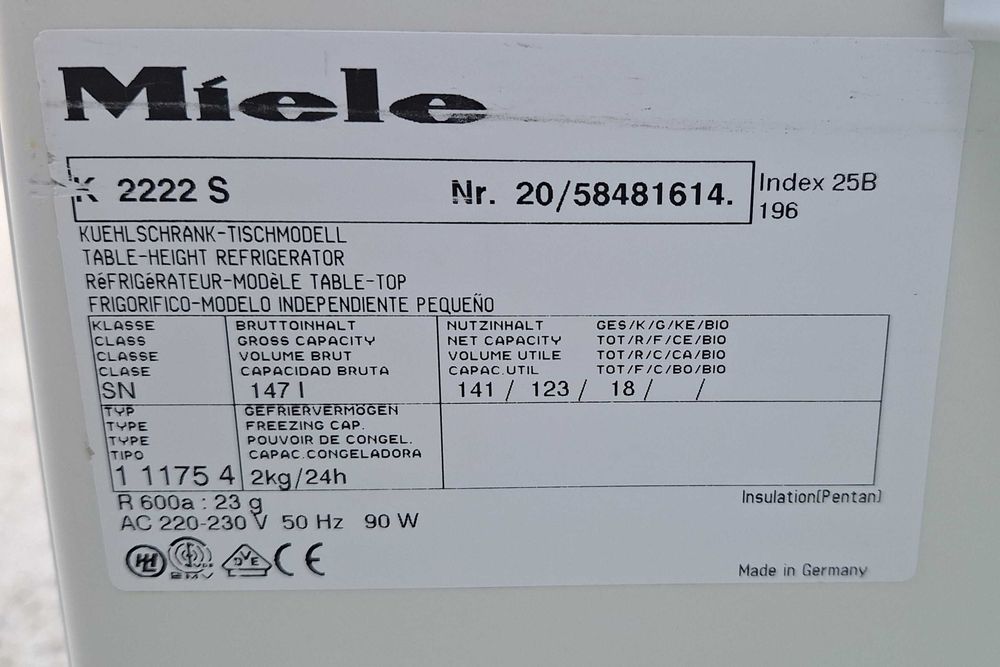 Miele
K 2222 S Nr. 20/58481614. Index 25B
196
KUEHLSCHRANK-TISCHMODELL
TABLE-HEIGHT REFRIGERATOR
RéFRIGéRATEUR-MODèLE TABLE-TOP
FRIGORIFICO-MODELO INDEPENDIENTE PEQUEÑO
KLASSE BRUTTOINHALT NUTZINHALT GES/K/G/KE/BIO
CLASS GROSS CAPACITY NET CAPACITY TOT/R/F/CE/BIO
CLASSE VOLUME BRUT VOLUME UTILE TOT/R/C/CA/BIO
CLASE CAPACIDAD BRUTA CAPAC.UTIL TOT/F/C/BO/BIO
SN 147 l 141 / 123 / 18 / /
TYP GEFRIERVERMÖGEN
TYPE FREEZING CAP.
TYPE POUVOIR DE CONGEL.
TIPO CAPAC.CONGELADORA
1 1175 4 2kg/24h
R 600a : 23 g Insulation(Pentan)
AC 220-230 V 50 Hz 90 W
DVE CE
EMV
Made in Germany